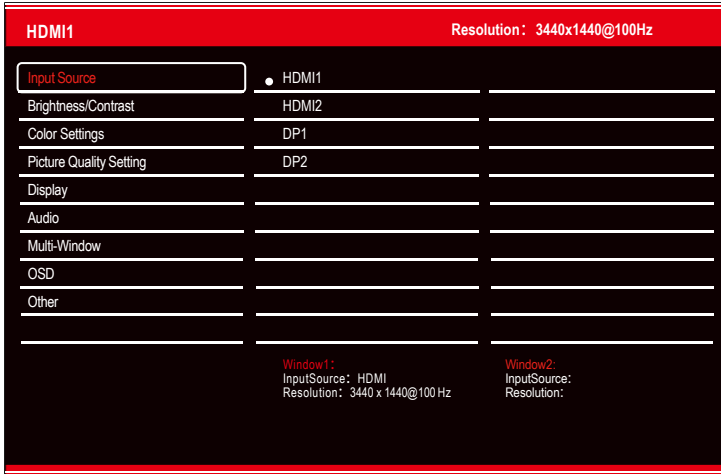 HDMI1 Resolution： 3440x1440@100Hz
Input Source HDMI1
Brightness/Contrast HDMI2
Color Settings DP1
Picture Quality Setting DP2
Display
Audio
Multi-Window
OSD
Other
Window1： Window2:
InputSource： HDMI InputSource：
Resolution： 3440 x 1440@100 Hz Resolution：